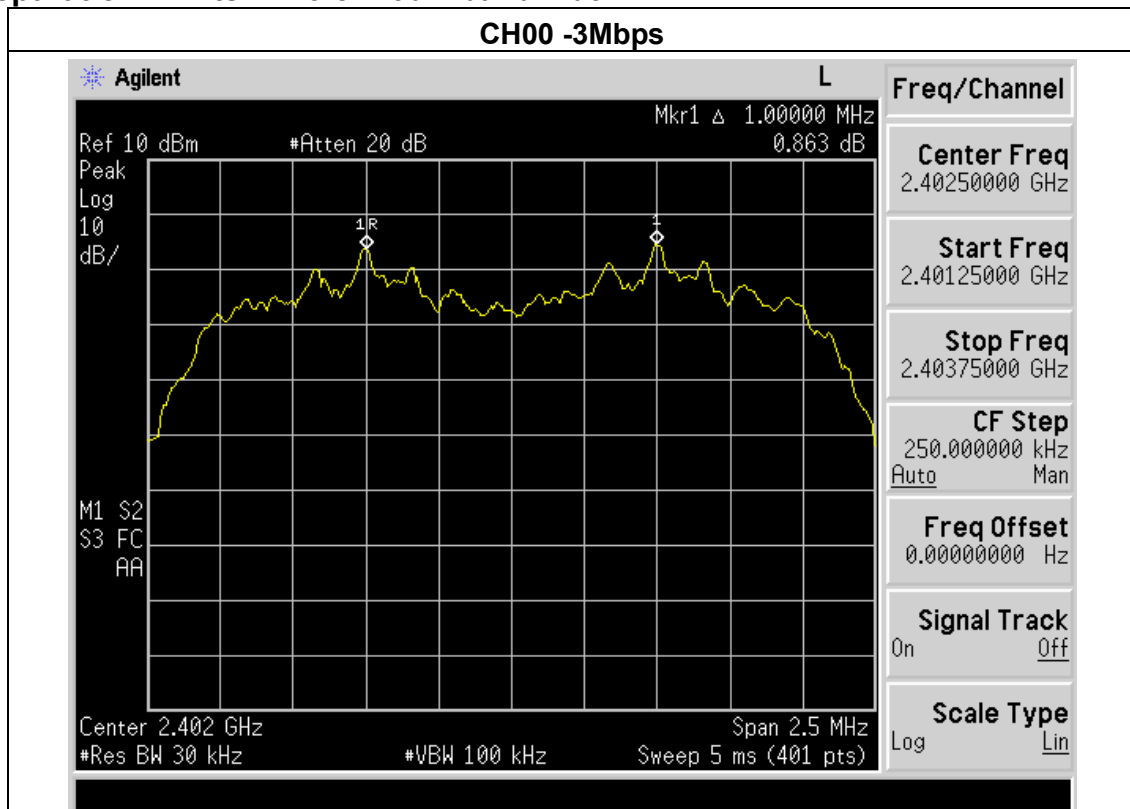 CH00 -3Mbps
Agilent L
Freq/Channel
Mkr1 Δ 1.00000 MHz
Ref 10 dBm #Atten 20 dB 0.863 dB
Peak
Log
10
dB/
1R
1
M1 S2
S3 FC
AA
Center 2.402 GHz Span 2.5 MHz
#Res BW 30 kHz #VBW 100 kHz Sweep 5 ms (401 pts)
Center Freq
2.40250000 GHz
Start Freq
2.40125000 GHz
Stop Freq
2.40375000 GHz
CF Step
250.000000 kHz
Auto Man
Freq Offset
0.00000000 Hz
Signal Track
On Off
Scale Type
Log Lin